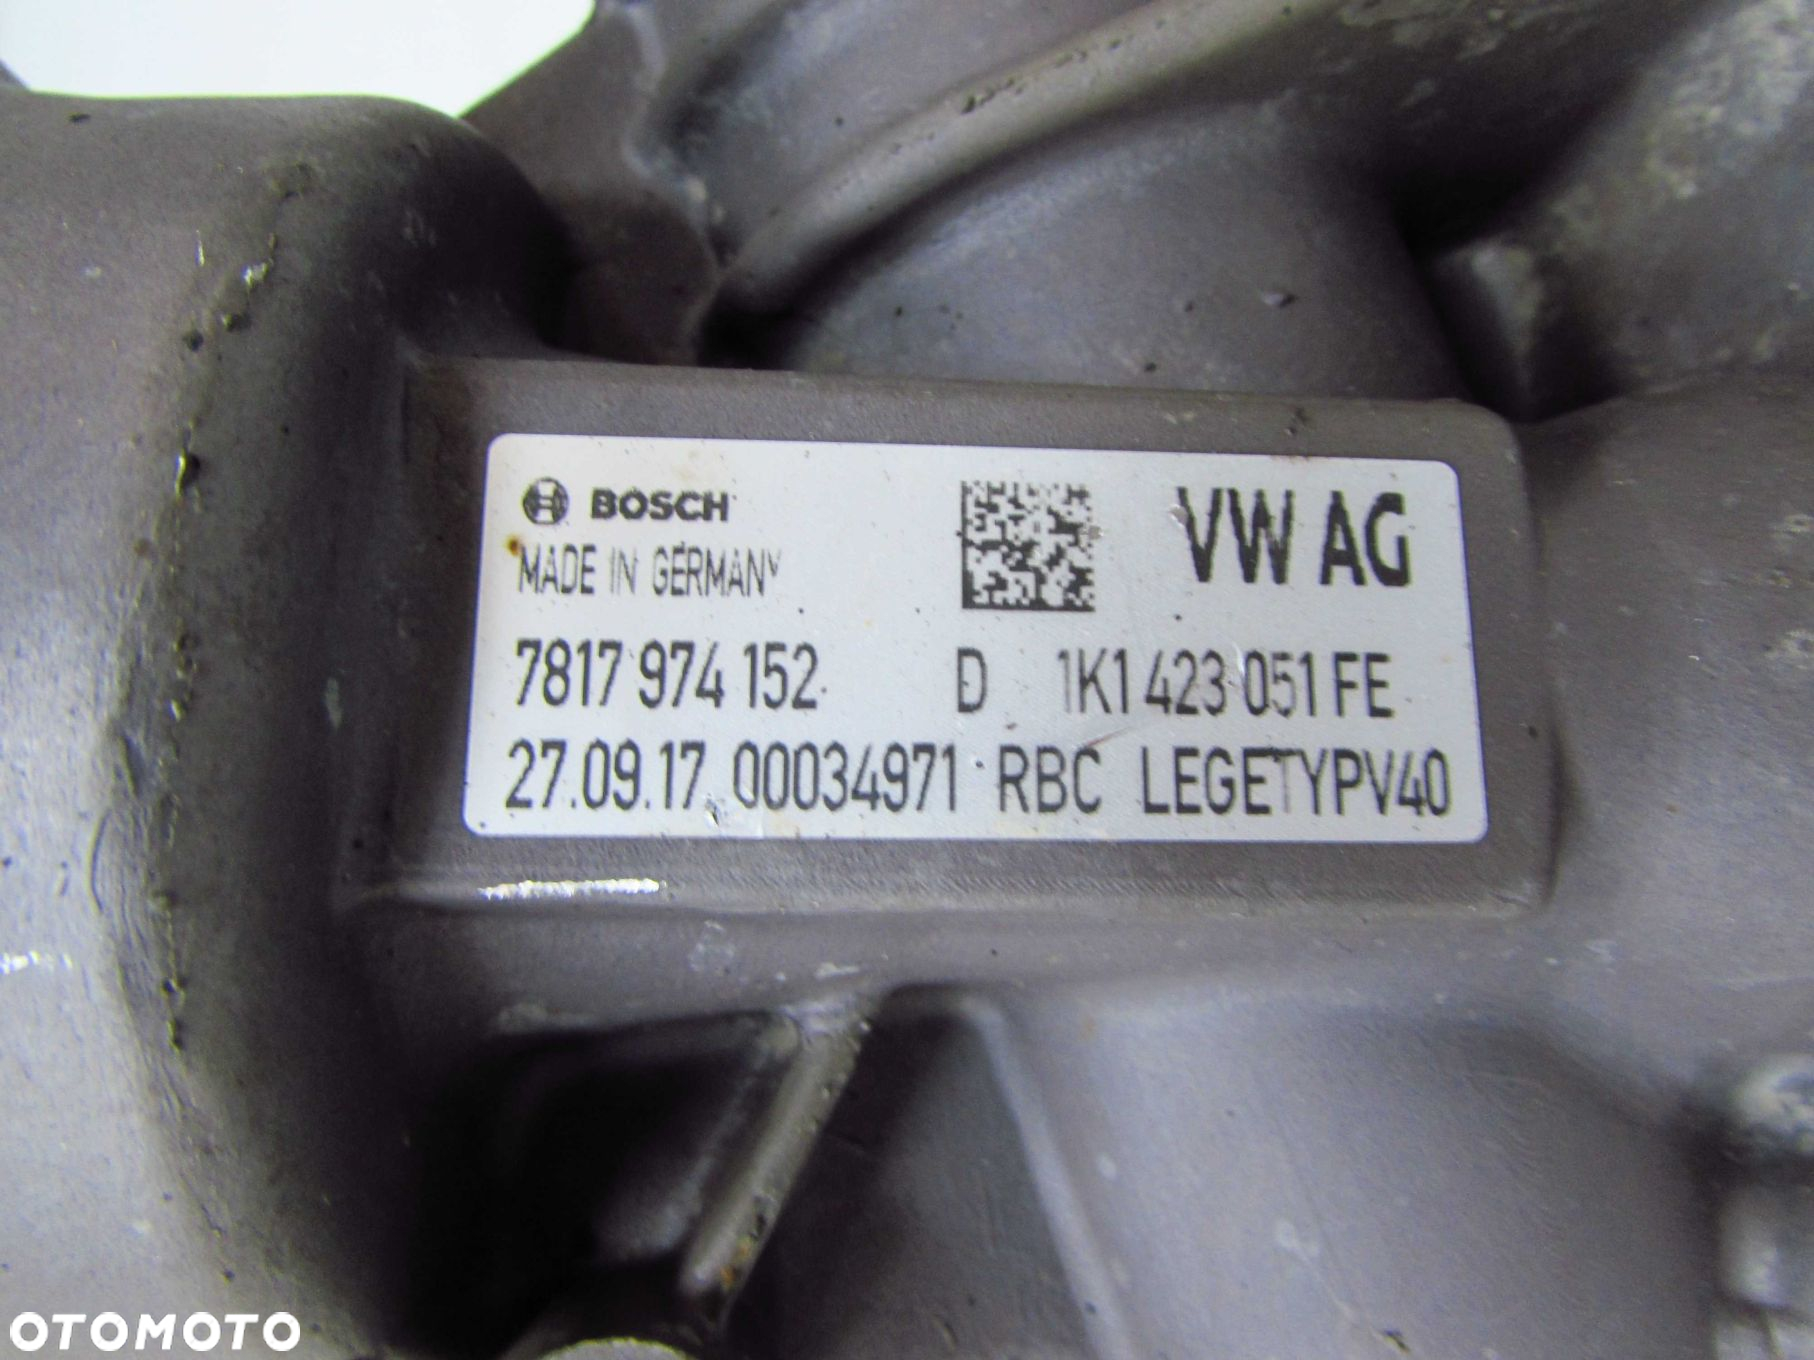 BOSCH
VW AG
MADE IN GERMANY
7817 974 152 D 1K1 423 051 FE
27.09.17 00034971 RBC LEGETYPV40
OTOMOTO